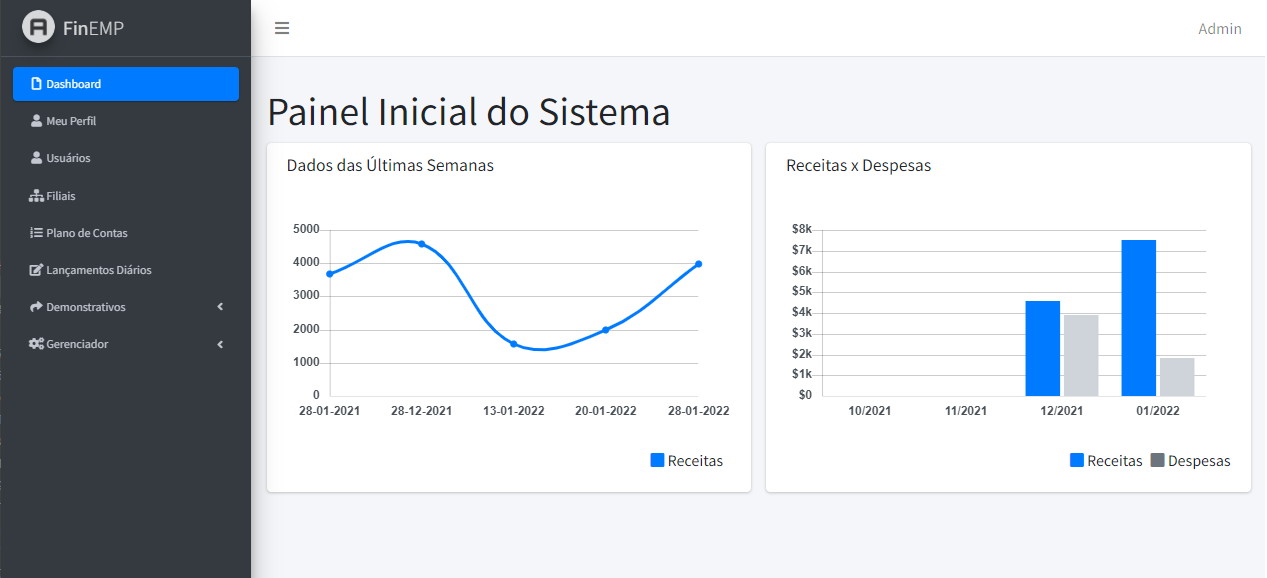 FinEMP
Admin
Dashboard
Meu Perfil
Usuários
Filiais
Plano de Contas
Lançamentos Diários
Demonstrativos
Gerenciador
Painel Inicial do Sistema
Dados das Últimas Semanas
5000
4000
3000
2000
1000
0
28-01-2021 28-12-2021 13-01-2022 20-01-2022 28-01-2022
Receitas
Receitas x Despesas
$8k
$7k
$6k
$5k
$4k
$3k
$2k
$1k
$0
10/2021 11/2021 12/2021 01/2022
Receitas Despesas